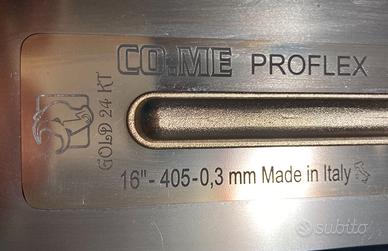 CO.ME PROFLEX
GOLD 24 KT
16"-405-0,3 mm Made in Italy
subito